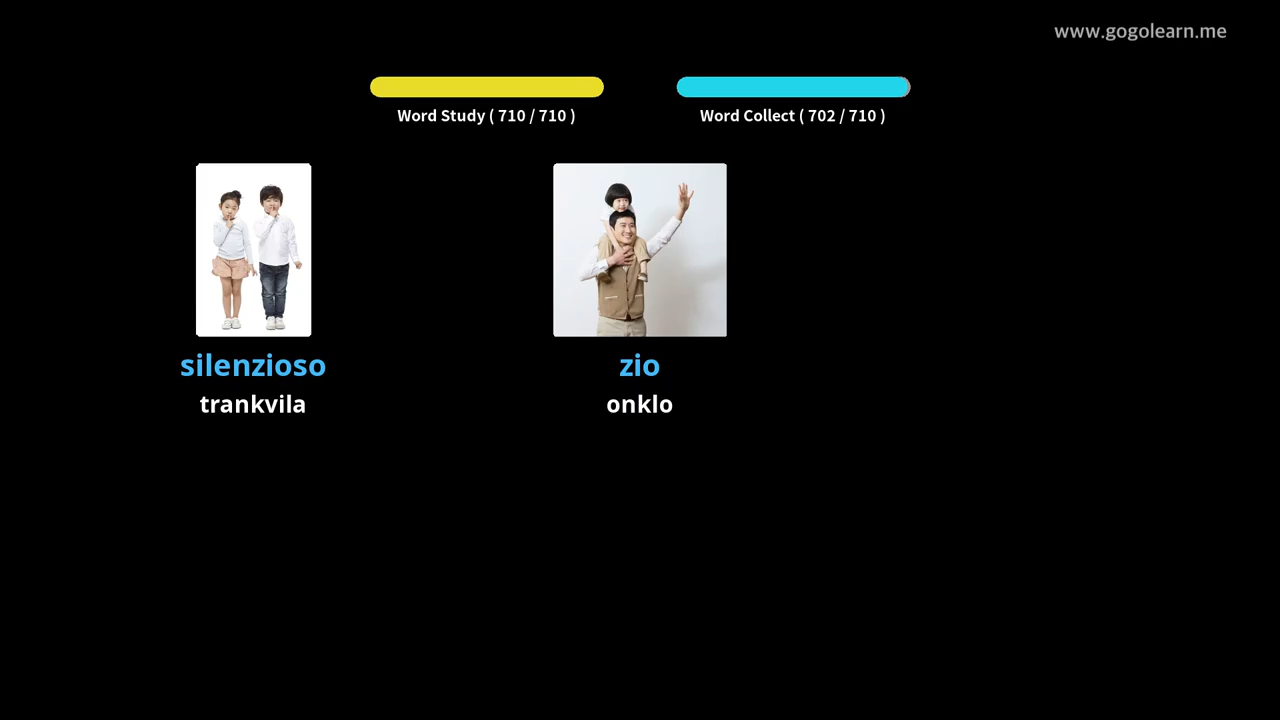 www.gogolearn.me
Word Study ( 710 / 710 )
Word Collect ( 702 / 710 )
silenzioso
trankvila
zio
onklo